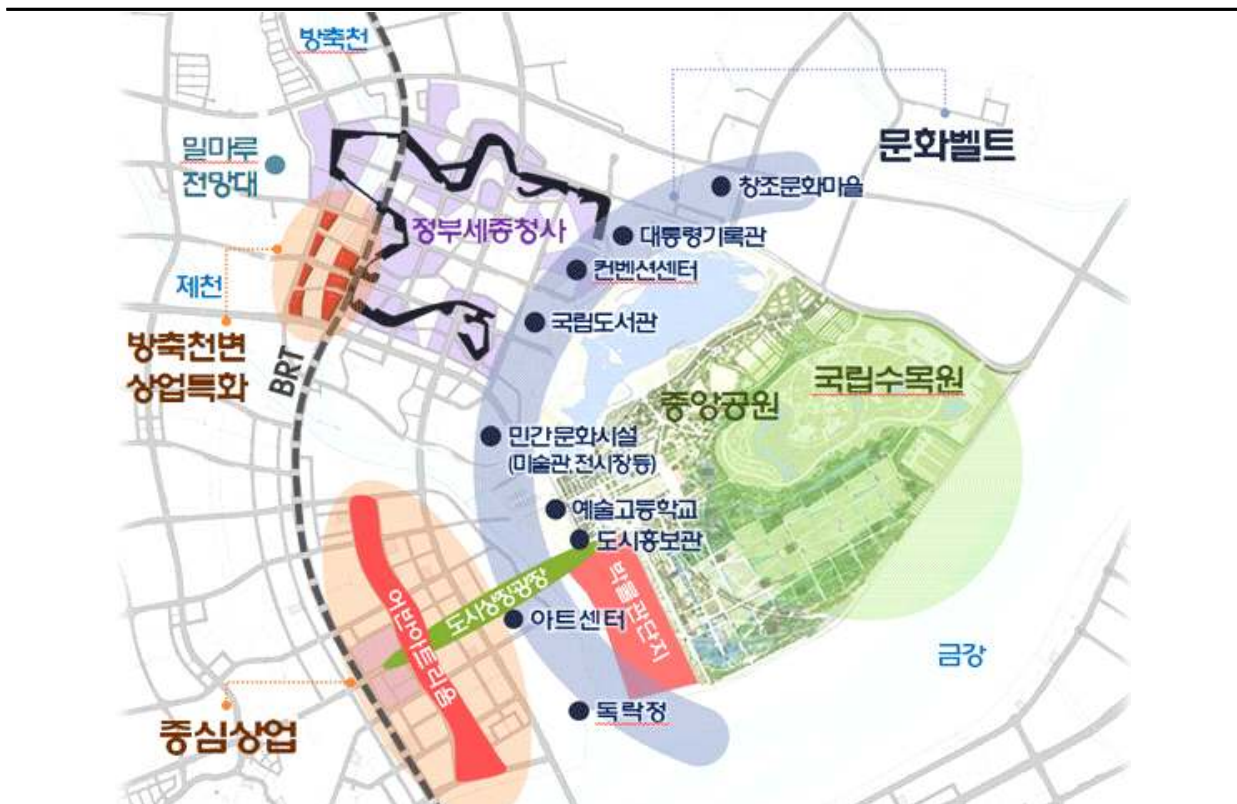 방축천
밀마루
전망대
문화벨트
창조문화마을
정부세종청사
대통령기록관
컨벤션센터
제천
국립도서관
방축천변
상업특화
BRT
국립수목원
중앙공원
민간문화시설
(미술관,전시장등)
예술고등학교
도시홍보관
도시상징광장
어반아트리움
아트센터
박물관단지
금강
독락정
중심상업